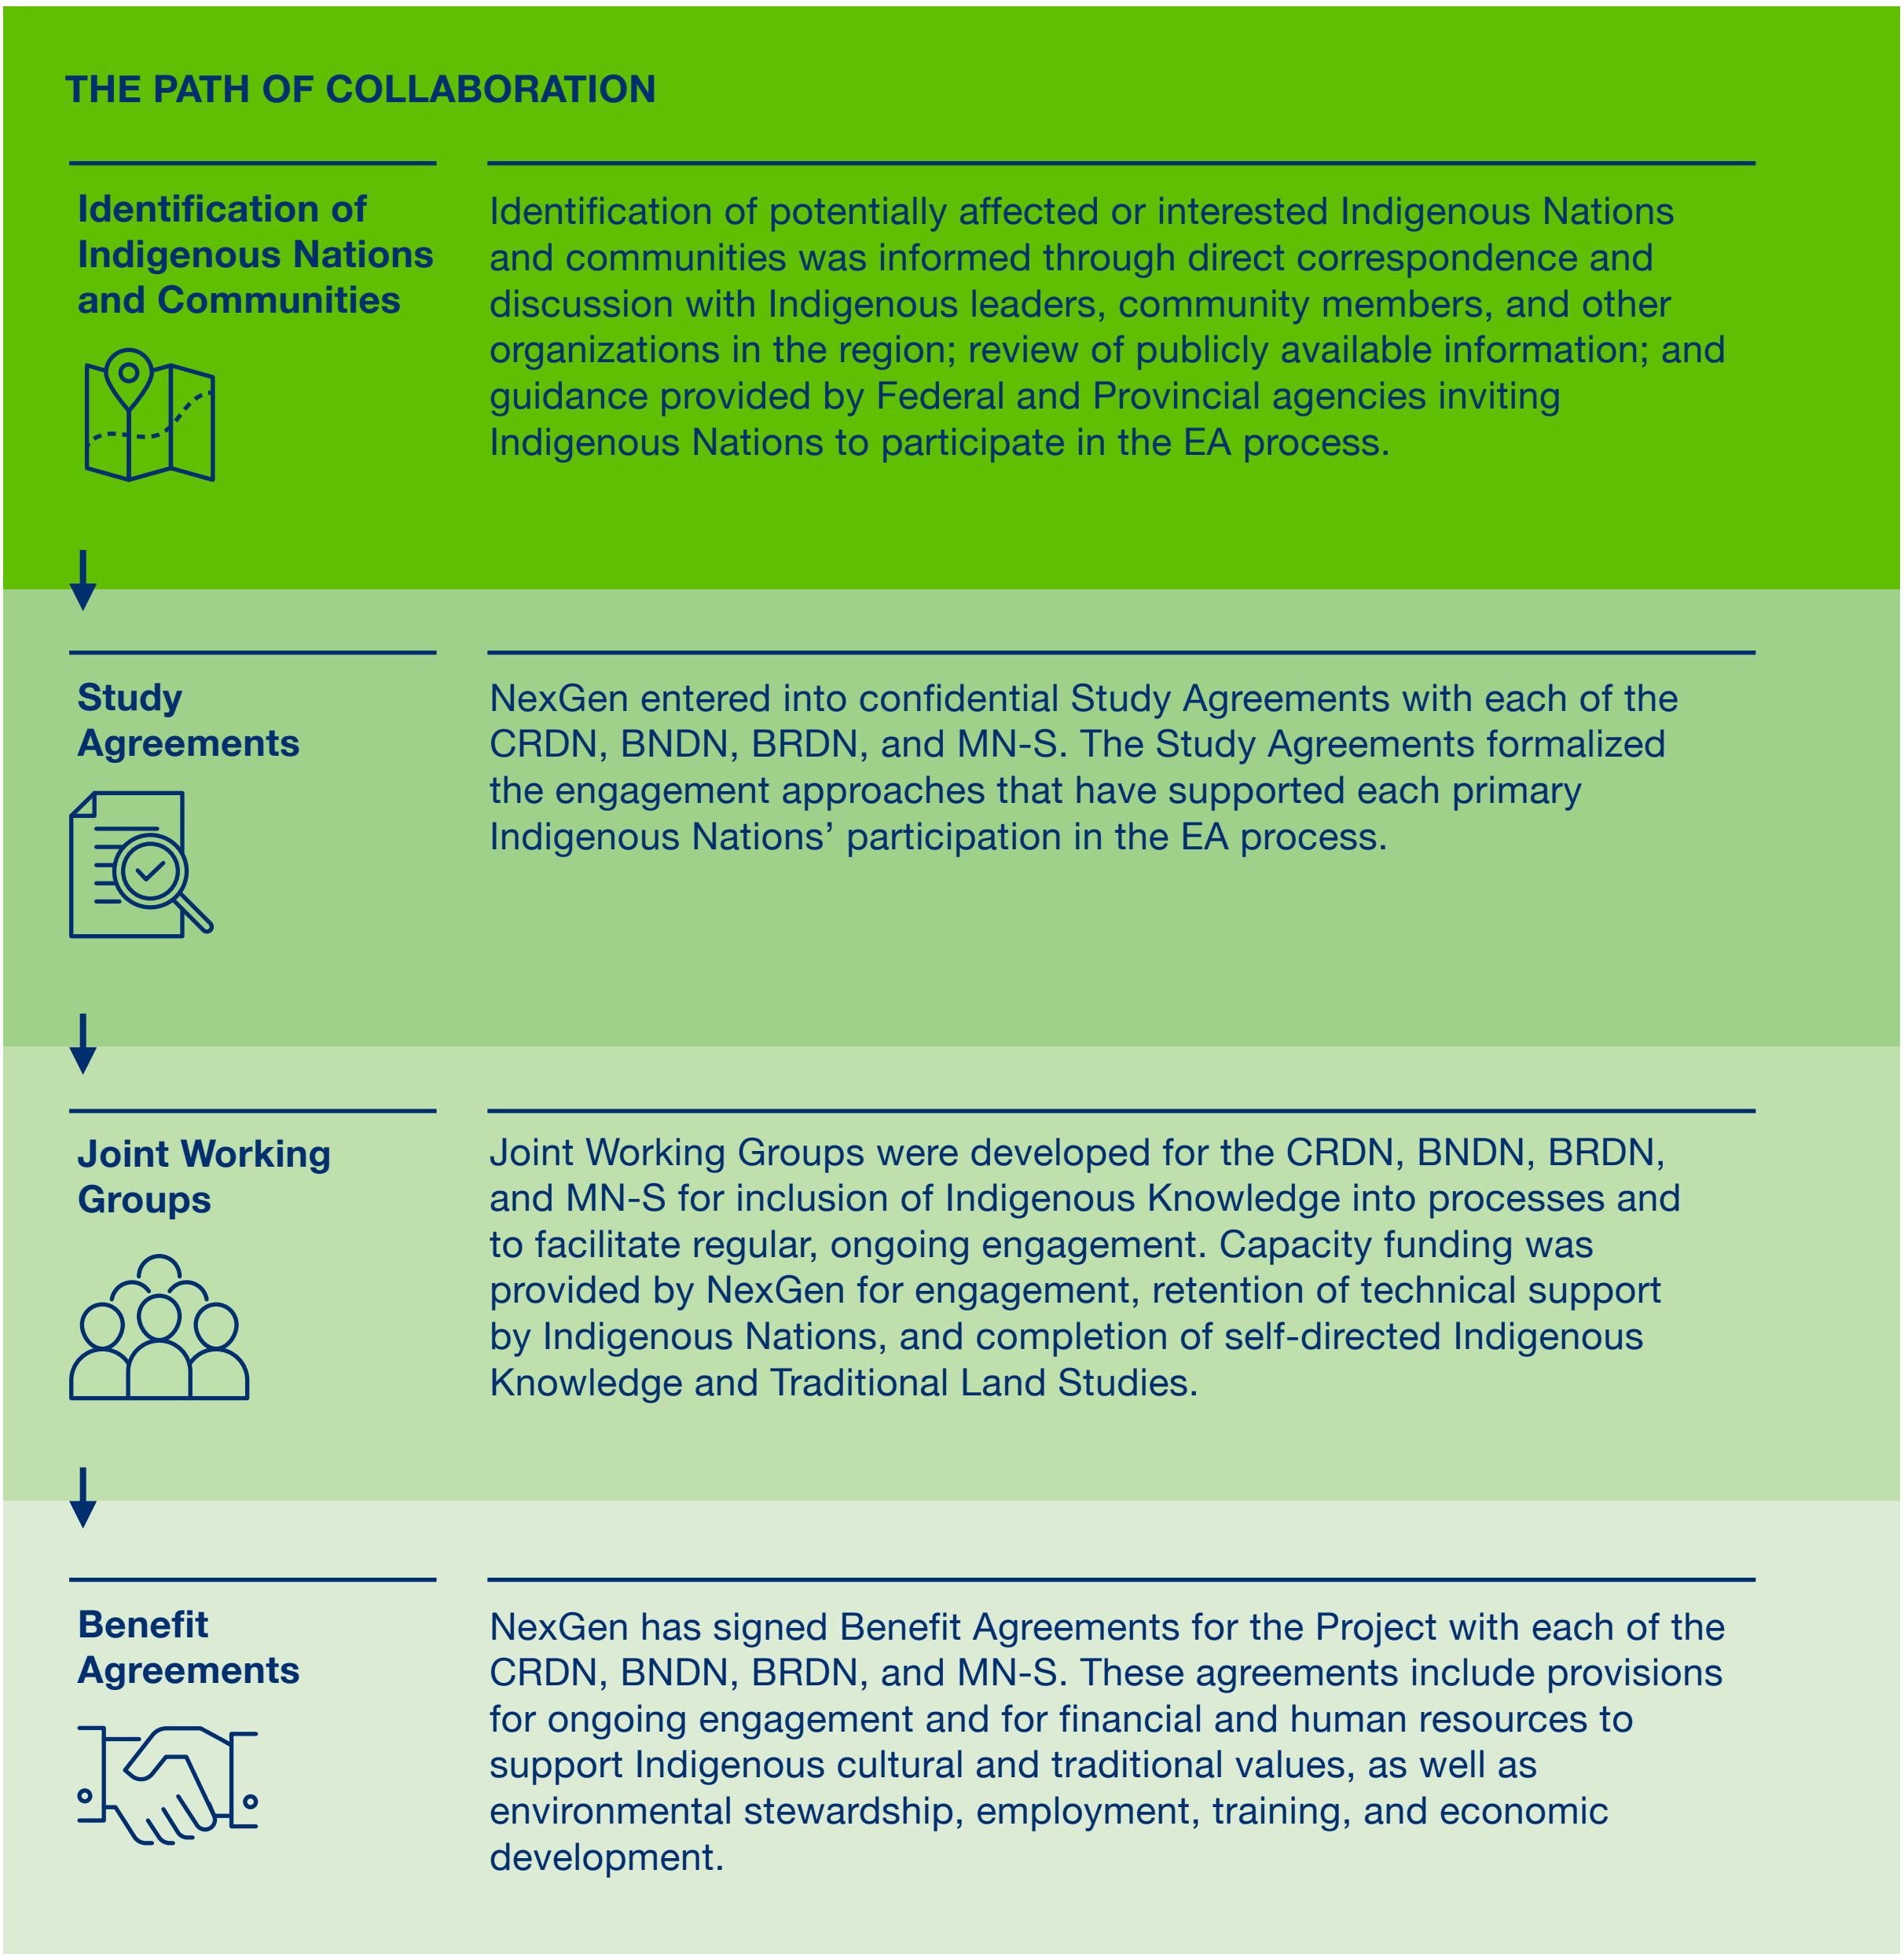 THE PATH OF COLLABORATION
Identification of
Indigenous Nations
and Communities
Identification of potentially affected or interested Indigenous Nations
and communities was informed through direct correspondence and
discussion with Indigenous leaders, community members, and other
organizations in the region; review of publicly available information; and
guidance provided by Federal and Provincial agencies inviting
Indigenous Nations to participate in the EA process.
Study
Agreements
NexGen entered into confidential Study Agreements with each of the
CRDN, BNDN, BRDN, and MN-S. The Study Agreements formalized
the engagement approaches that have supported each primary
Indigenous Nations’ participation in the EA process.
Joint Working
Groups
Joint Working Groups were developed for the CRDN, BNDN, BRDN,
and MN-S for inclusion of Indigenous Knowledge into processes and
to facilitate regular, ongoing engagement. Capacity funding was
provided by NexGen for engagement, retention of technical support
by Indigenous Nations, and completion of self-directed Indigenous
Knowledge and Traditional Land Studies.
Benefit
Agreements
NexGen has signed Benefit Agreements for the Project with each of the
CRDN, BNDN, BRDN, and MN-S. These agreements include provisions
for ongoing engagement and for financial and human resources to
support Indigenous cultural and traditional values, as well as
environmental stewardship, employment, training, and economic
development.